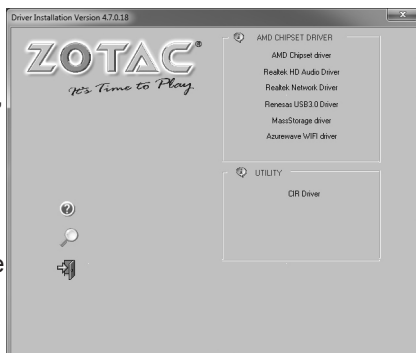 Driver Installation Version 4.7.0.18
x
ZOTAC®
It's Time to Play
AMD CHIPSET DRIVER
AMD Chipset driver
Realtek HD Audio Driver
Realtek Network Driver
Renesas USB3.0 Driver
MassStorage driver
Azurewave WIFI driver
UTILITY
CIR Driver
?
e